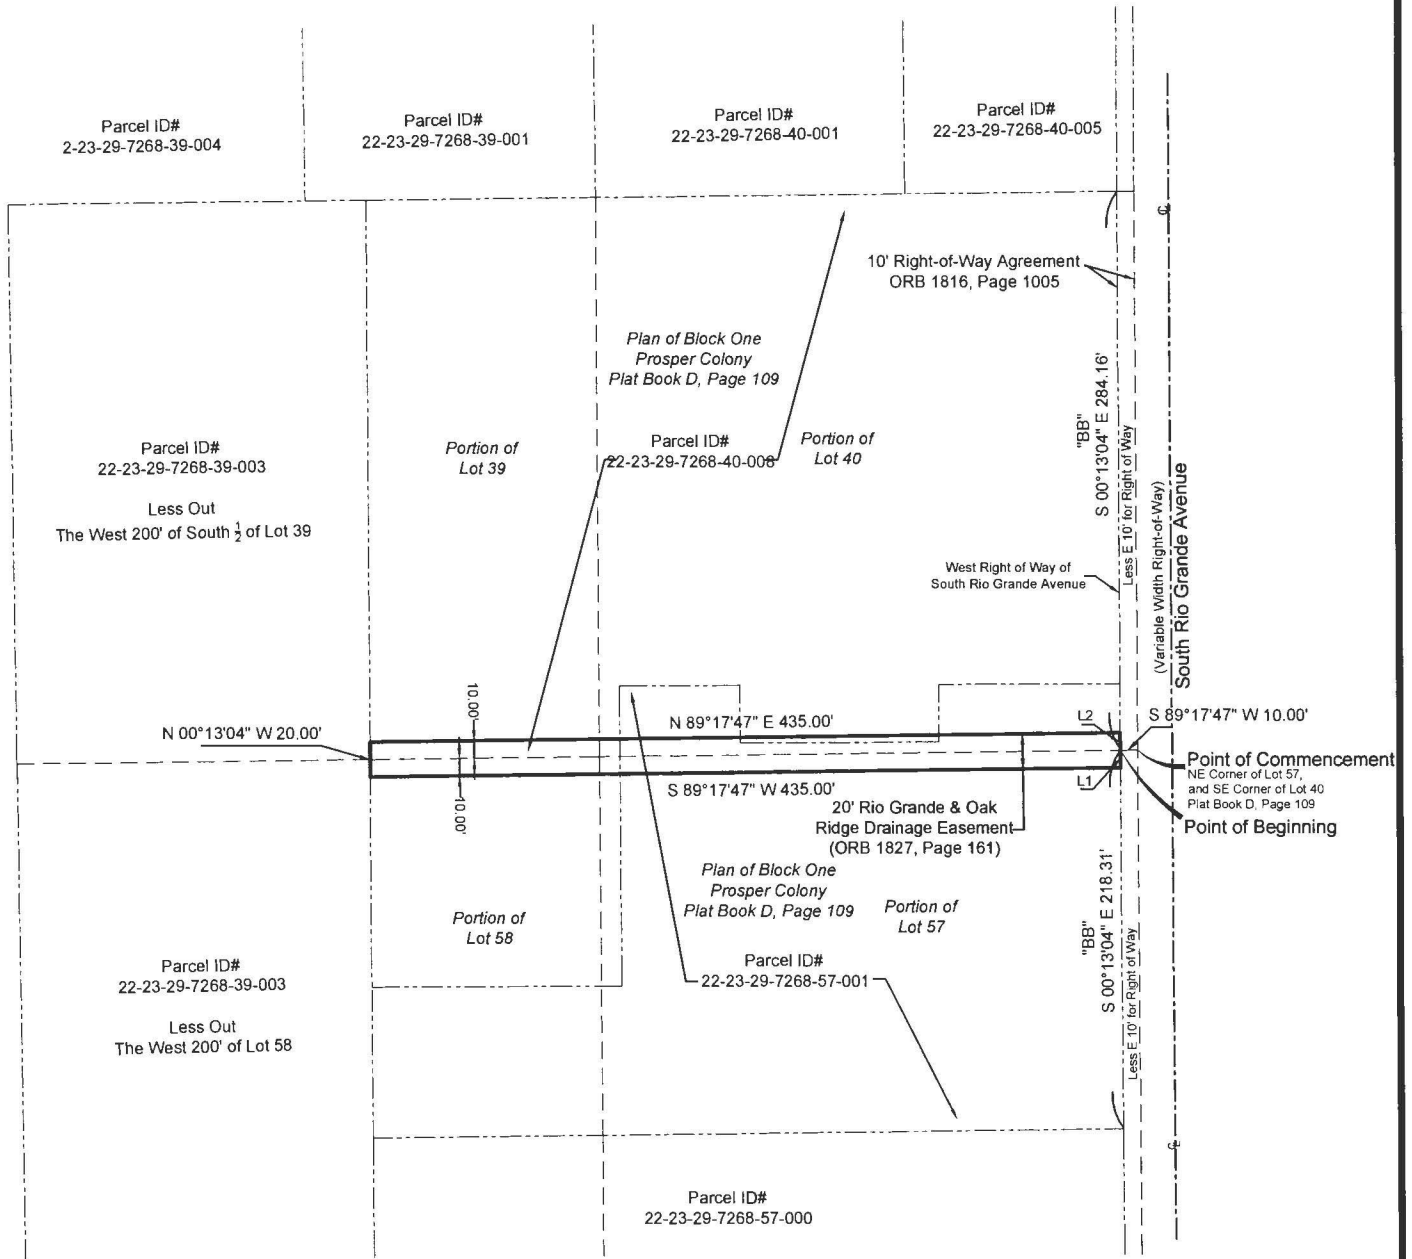 Parcel ID#
2-23-29-7268-39-004
Parcel ID#
22-23-29-7268-39-001
Parcel ID#
22-23-29-7268-40-001
Parcel ID#
22-23-29-7268-40-005
10' Right-of-Way Agreement
ORB 1816, Page 1005
Plan of Block One
Prosper Colony
Plat Book D, Page 109
Parcel ID#
22-23-29-7268-39-003
Less Out
The West 200' of South 1/2 of Lot 39
Portion of
Lot 39
Parcel ID#
22-23-29-7268-40-008
Portion of
Lot 40
"BB"
S 00°13'04" E 284.16'
Less E 10' for Right of Way
(Variable Width Right-of-Way)
South Rio Grande Avenue
West Right of Way of
South Rio Grande Avenue
N 00°13'04" W 20.00'
10.00'
10.00'
N 89°17'47" E 435.00'
S 89°17'47" W 435.00'
L2
L1
S 89°17'47" W 10.00'
Point of Commencement
NE Corner of Lot 57,
and SE Corner of Lot 40
Plat Book D, Page 109
Point of Beginning
20' Rio Grande & Oak
Ridge Drainage Easement
(ORB 1827, Page 161)
Plan of Block One
Prosper Colony
Plat Book D, Page 109
Portion of
Lot 58
Portion of
Lot 57
"BB"
S 00°13'04" E 218.31'
Less E 10' for Right of Way
Parcel ID#
22-23-29-7268-39-003
Less Out
The West 200' of Lot 58
Parcel ID#
22-23-29-7268-57-001
Parcel ID#
22-23-29-7268-57-000